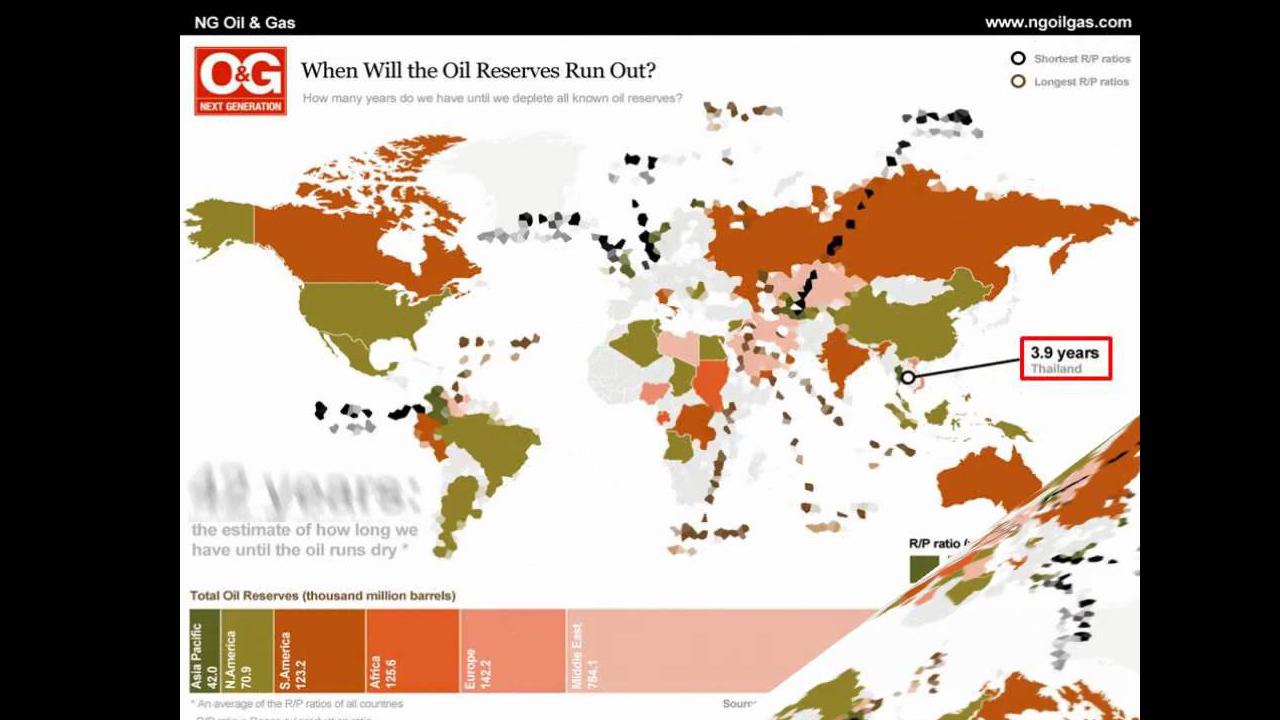 NG Oil & Gas
www.ngoilgas.com
O&G
NEXT GENERATION
When Will the Oil Reserves Run Out?
How many years do we have until we deplete all known oil reserves?
Shortest R/P ratios
Longest R/P ratios
3.9 years
Thailand
years:
the estimate of how long we
have until the oil runs dry *
R/P ratio
Total Oil Reserves (thousand million barrels)
Asia Pacific
42.0
N.America
70.9
S.America
123.2
Africa
125.6
Europe
142.2
Middle East
754.1
* An average of the R/P ratios of all countries